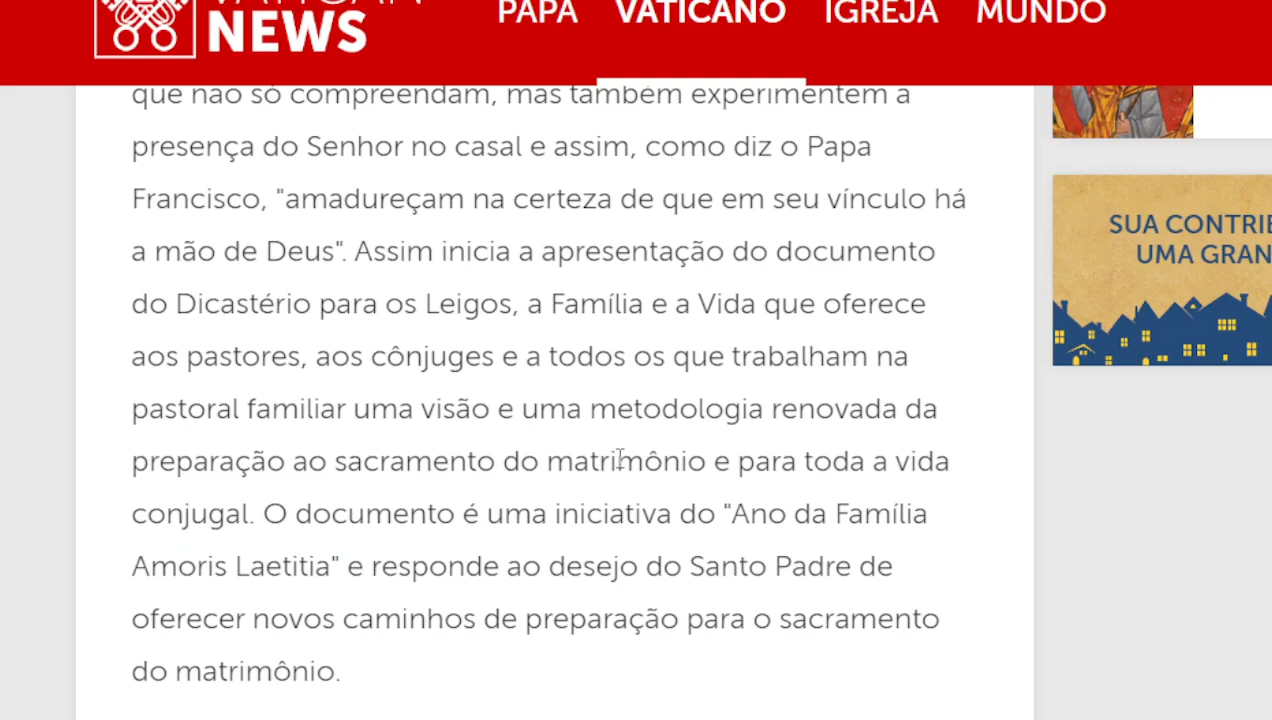 VATICAN
NEWS
PAPA VATICANO IGREJA MUNDO
que não só compreendam, mas também experimentem a
presença do Senhor no casal e assim, como diz o Papa
Francisco, "amadureçam na certeza de que em seu vínculo há
a mão de Deus". Assim inicia a apresentação do documento
do Dicastério para os Leigos, a Família e a Vida que oferece
aos pastores, aos cônjuges e a todos os que trabalham na
pastoral familiar uma visão e uma metodologia renovada da
preparação ao sacramento do matrimônio e para toda a vida
conjugal. O documento é uma iniciativa do "Ano da Família
Amoris Laetitia" e responde ao desejo do Santo Padre de
oferecer novos caminhos de preparação para o sacramento
do matrimônio.
SUA CONTRIB
UMA GRAN